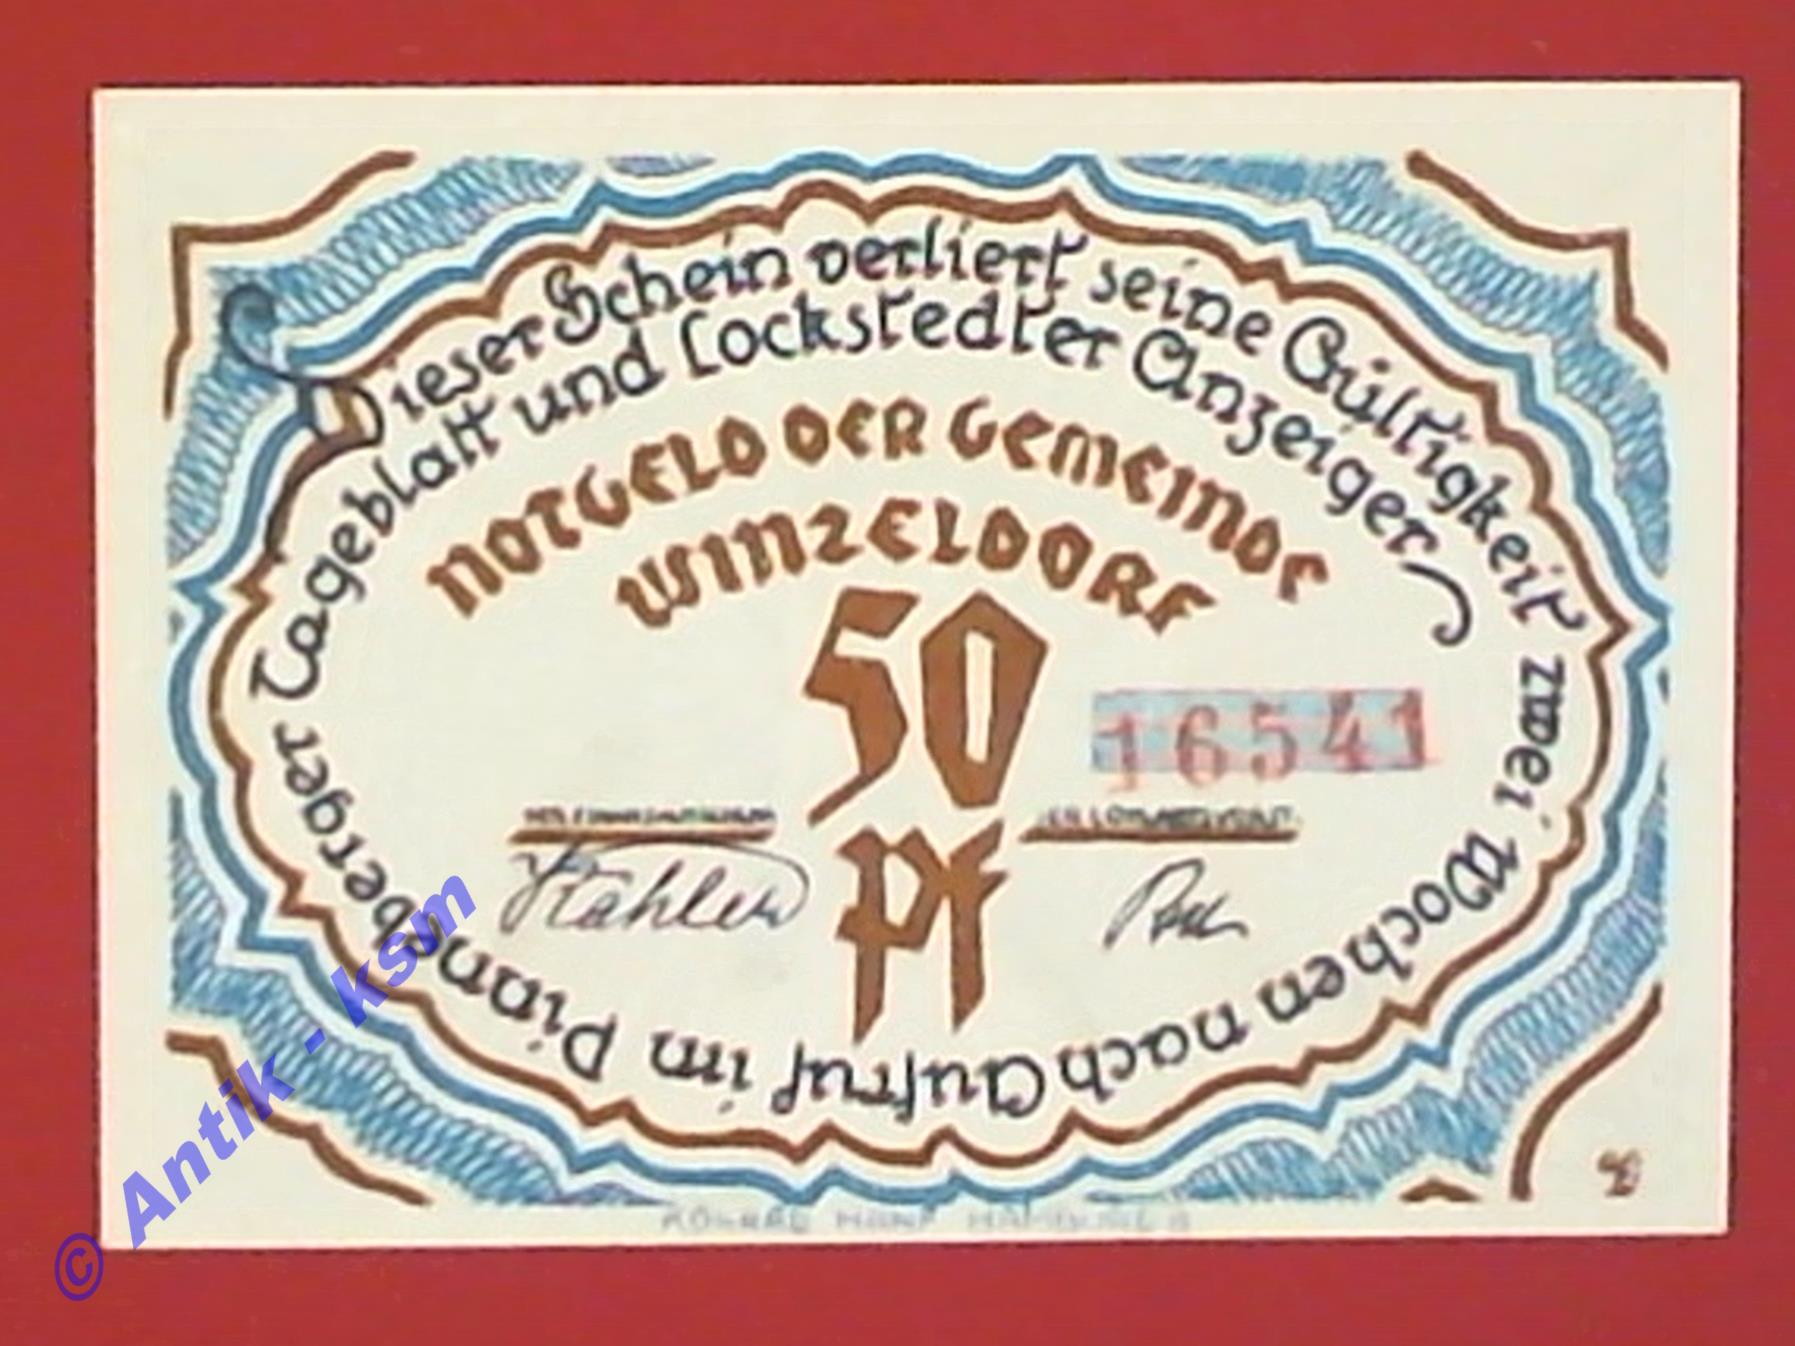 Dieser Schein verliert seine Gültigkeit zwei Wochen nach Aufruf im Pinneberger Tageblatt und Lockstedter Anzeiger
NOTGELD DER GEMEINDE
WINZELDORF
50
Pf
16541
© Antik - ksm